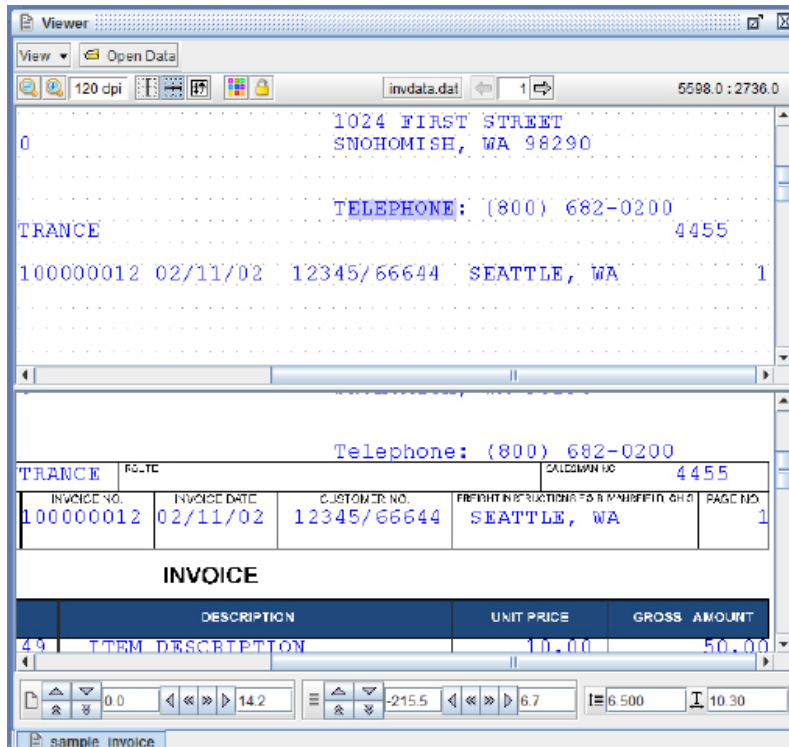 Viewer
View Open Data
120 dpi invdata.dat 1 5598.0 : 2736.0
1024 FIRST STREET
0 SNOHOMISH, WA 98290
TELEPHONE: (800) 682-0200
TRANCE 4455
100000012 02/11/02 12345/66644 SEATTLE, WA 1
Telephone: (800) 682-0200
TRANCE ROUTE SALESMAN NO 4455
INVOICE NO. INVOICE DATE CUSTOMER NO. FREIGHT INSTRUCTIONS F.O.B. MANSFIELD, OH PAGE NO.
100000012 02/11/02 12345/66644 SEATTLE, WA 1
INVOICE
DESCRIPTION UNIT PRICE GROSS AMOUNT
49 ITEM DESCRIPTION 10.00 50.00
0.0 14.2 -215.5 6.7 6.500 10.30
sample_invoice